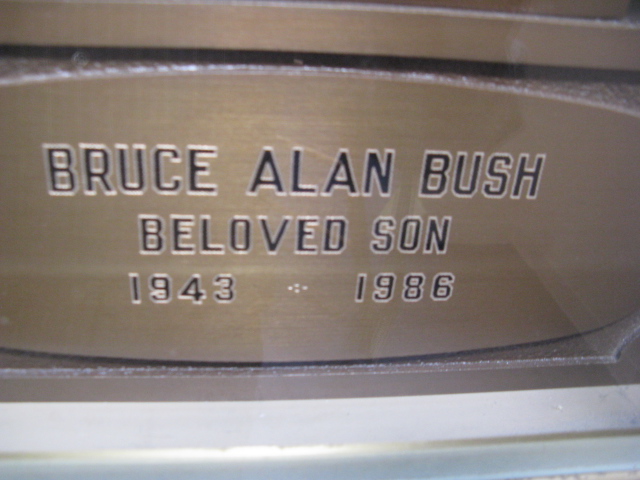 BRUCE ALAN BUSH
BELOVED SON
1943 1986